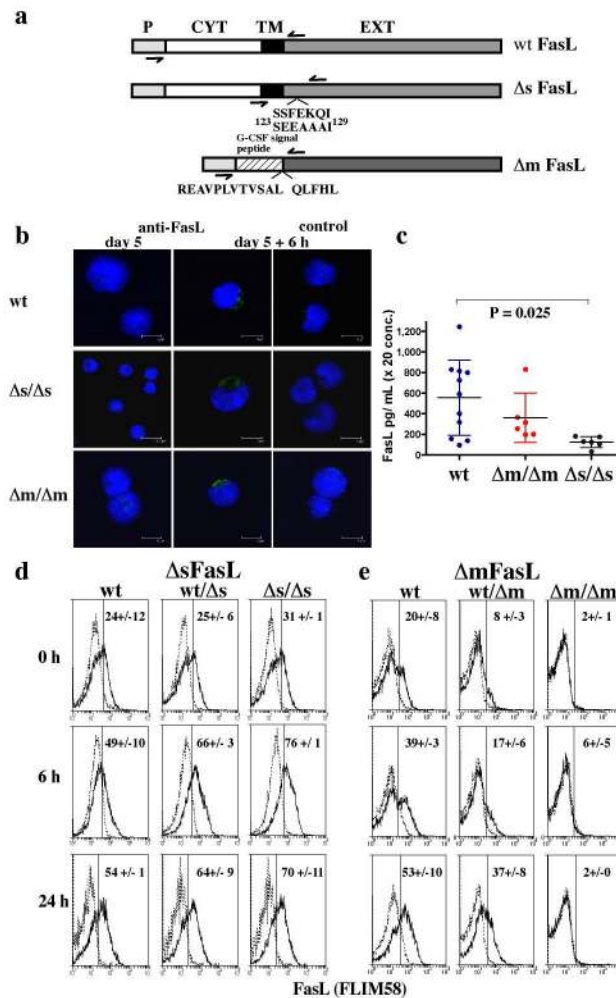 a
P CYT TM EXT
wt FasL
Δs FasL
SSFEKQI
123 SEEAAAI 129
G-CSF signal
peptide
Δm FasL
REAVPLVTVSAL QLFHL
b
anti-FasL control
day 5 day 5 + 6 h
wt
Δs/Δs
Δm/Δm
c
P = 0.025
FasL pg/ mL (x 20 conc.)
1,200
1,000
800
600
400
200
0
wt Δm/Δm Δs/Δs
d ΔsFasL
wt wt/Δs Δs/Δs
0 h
24+/-12 25+/- 6 31 +/- 1
6 h
49+/-10 66+/- 3 76 +/ 1
24 h
54 +/- 1 64+/- 9 70 +/-11
e ΔmFasL
wt wt/Δm Δm/Δm
20+/-8 8 +/-3 2+/- 1
39+/-3 17+/-6 6+/-5
53+/-10 37+/-8 2+/-0
FasL (FLIM58)